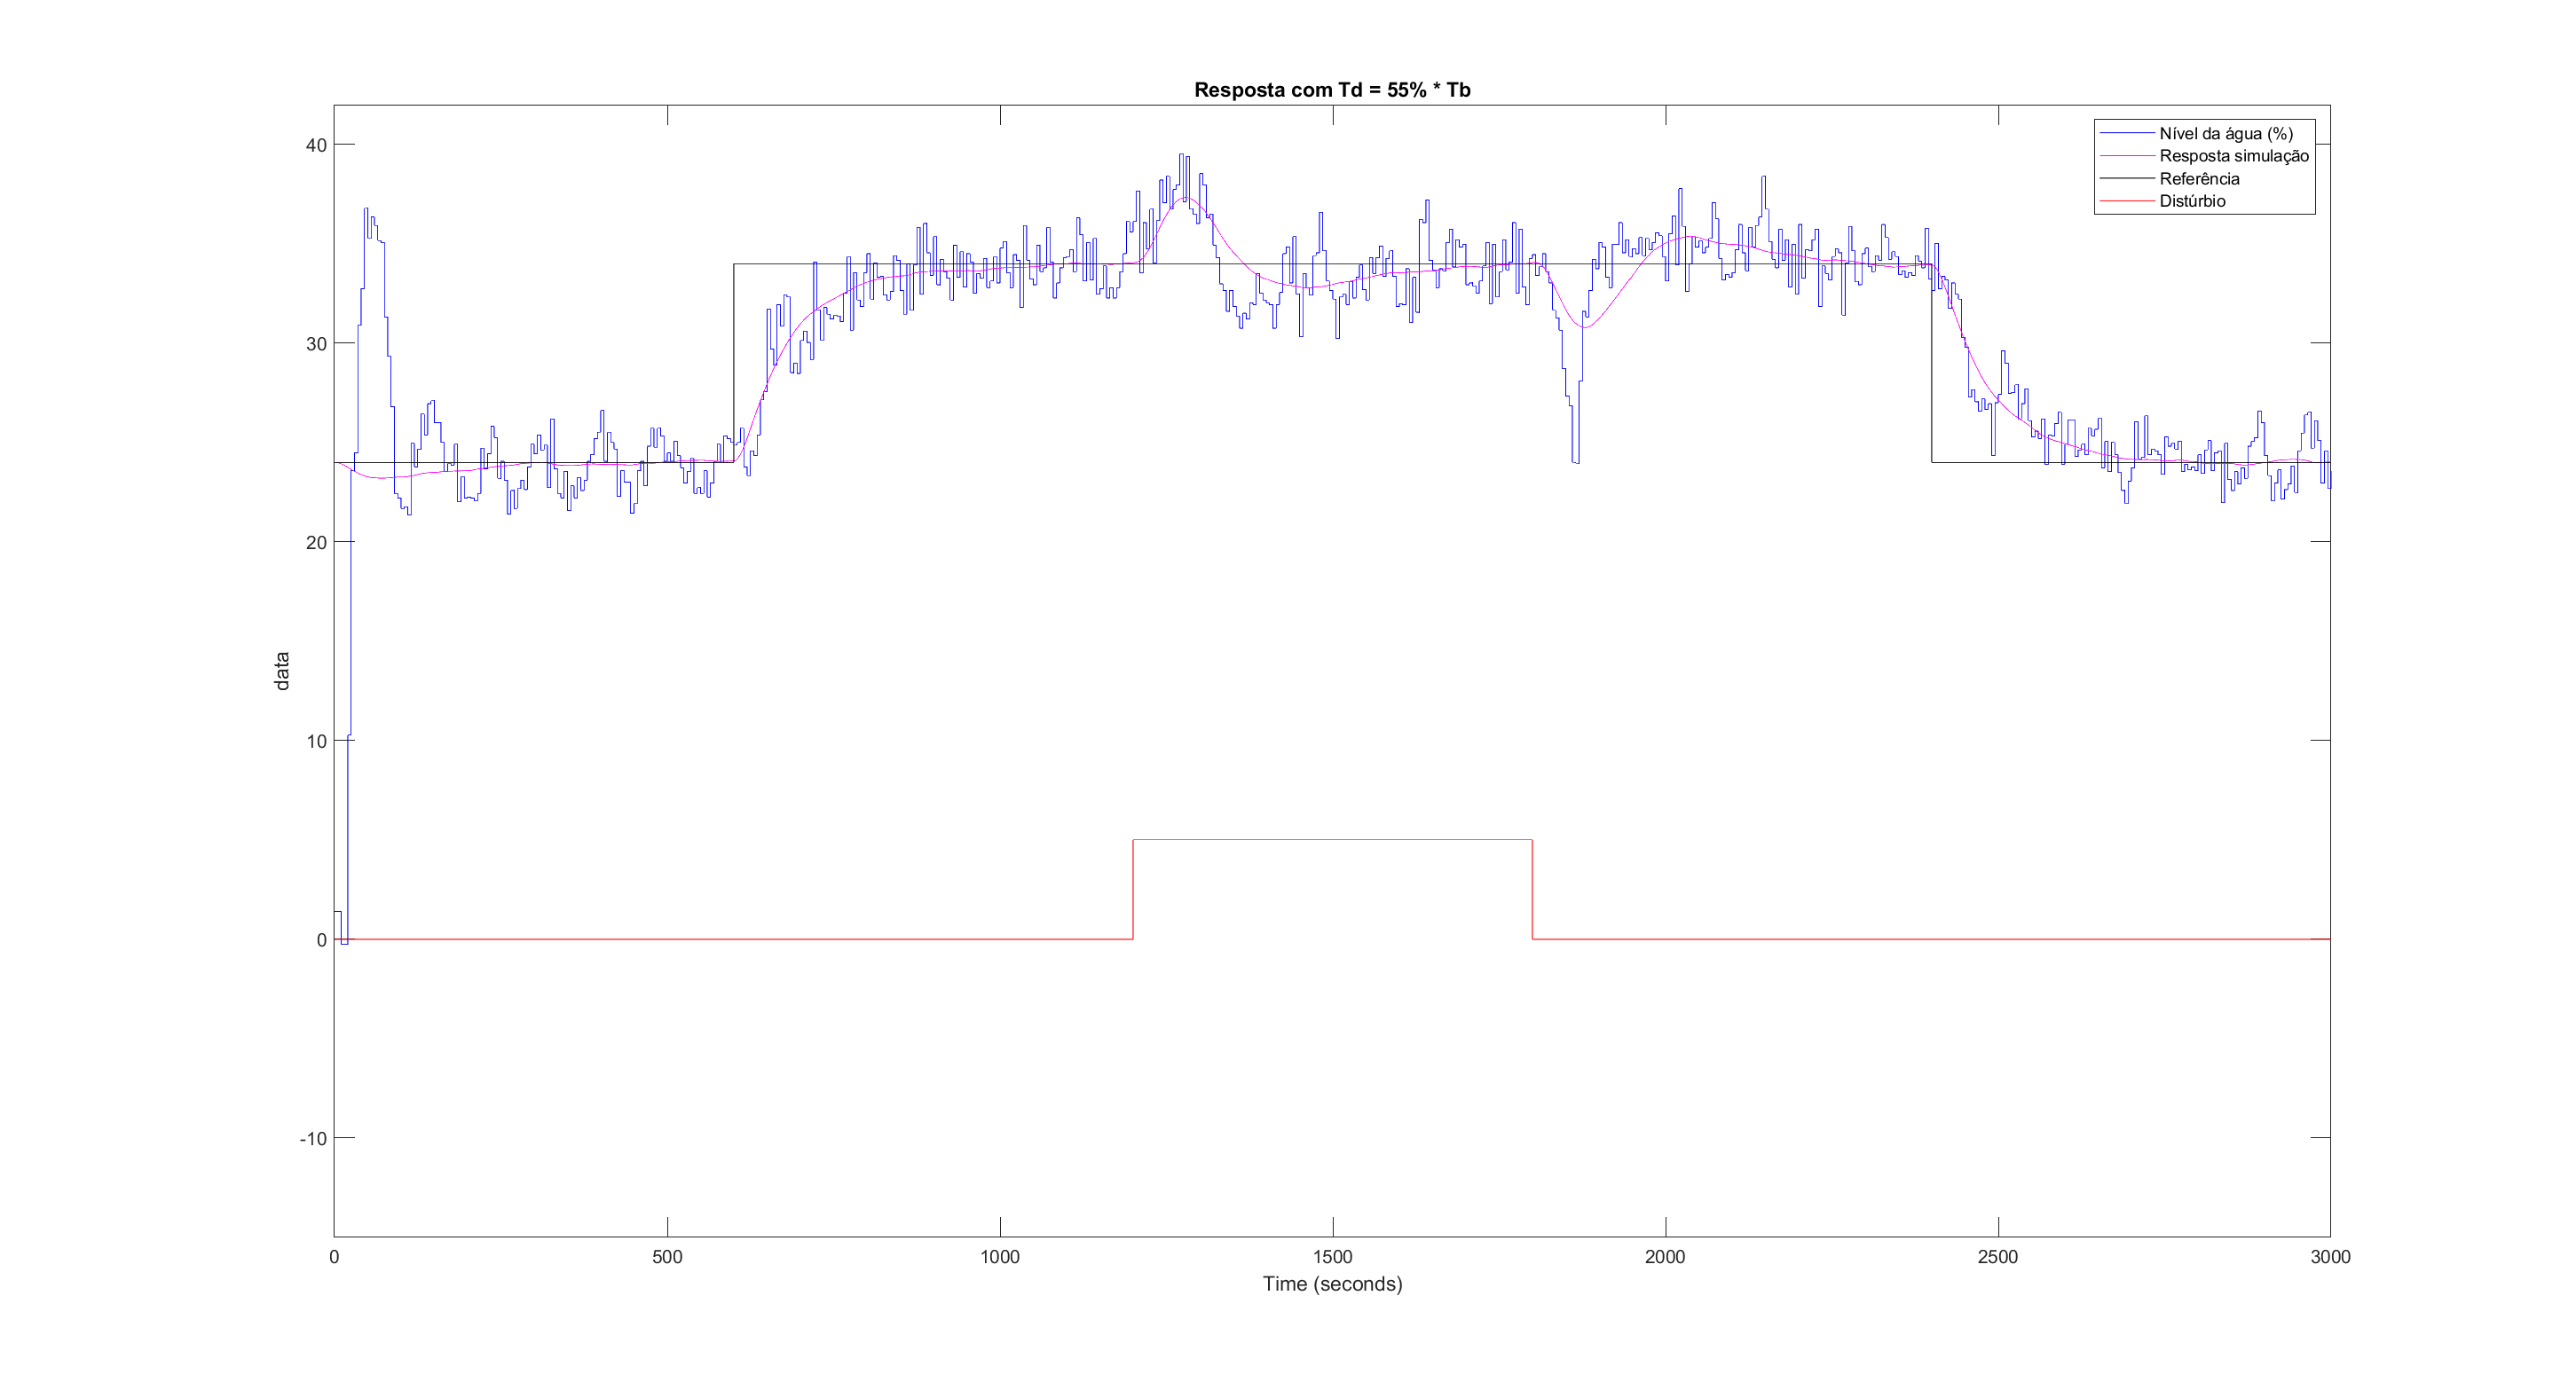 Resposta com Td = 55% * Tb
Nível da água (%)
Resposta simulação
Referência
Distúrbio
40
30
20
10
0
-10
data
0 500 1000 1500 2000 2500 3000
Time (seconds)